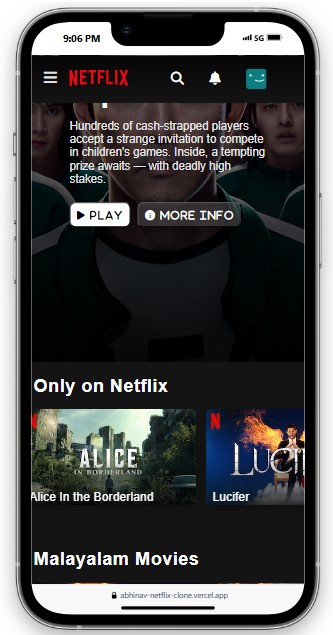 9:06 PM
5G
NETFLIX
Hundreds of cash-strapped players
accept a strange invitation to compete
in children's games. Inside, a tempting
prize awaits — with deadly high
stakes.
PLAY
MORE INFO
Only on Netflix
N
ALICE
IN BORDERLAND
Alice In the Borderland
N
LUCI
Lucifer
Malayalam Movies
abhinav-netflix-clone.vercel.app